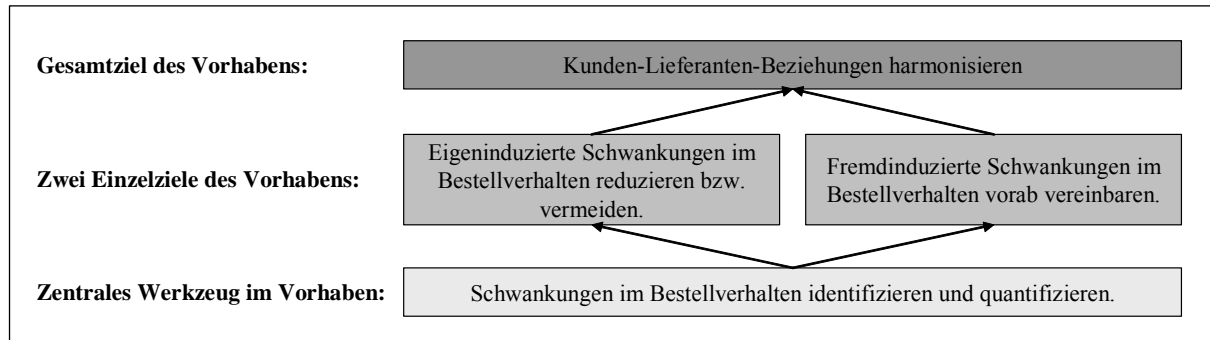 Gesamtziel des Vorhabens:
Kunden-Lieferanten-Beziehungen harmonisieren
Zwei Einzelziele des Vorhabens:
Eigeninduzierte Schwankungen im
Bestellverhalten reduzieren bzw.
vermeiden.
Fremdinduzierte Schwankungen im
Bestellverhalten vorab vereinbaren.
Zentrales Werkzeug im Vorhaben:
Schwankungen im Bestellverhalten identifizieren und quantifizieren.